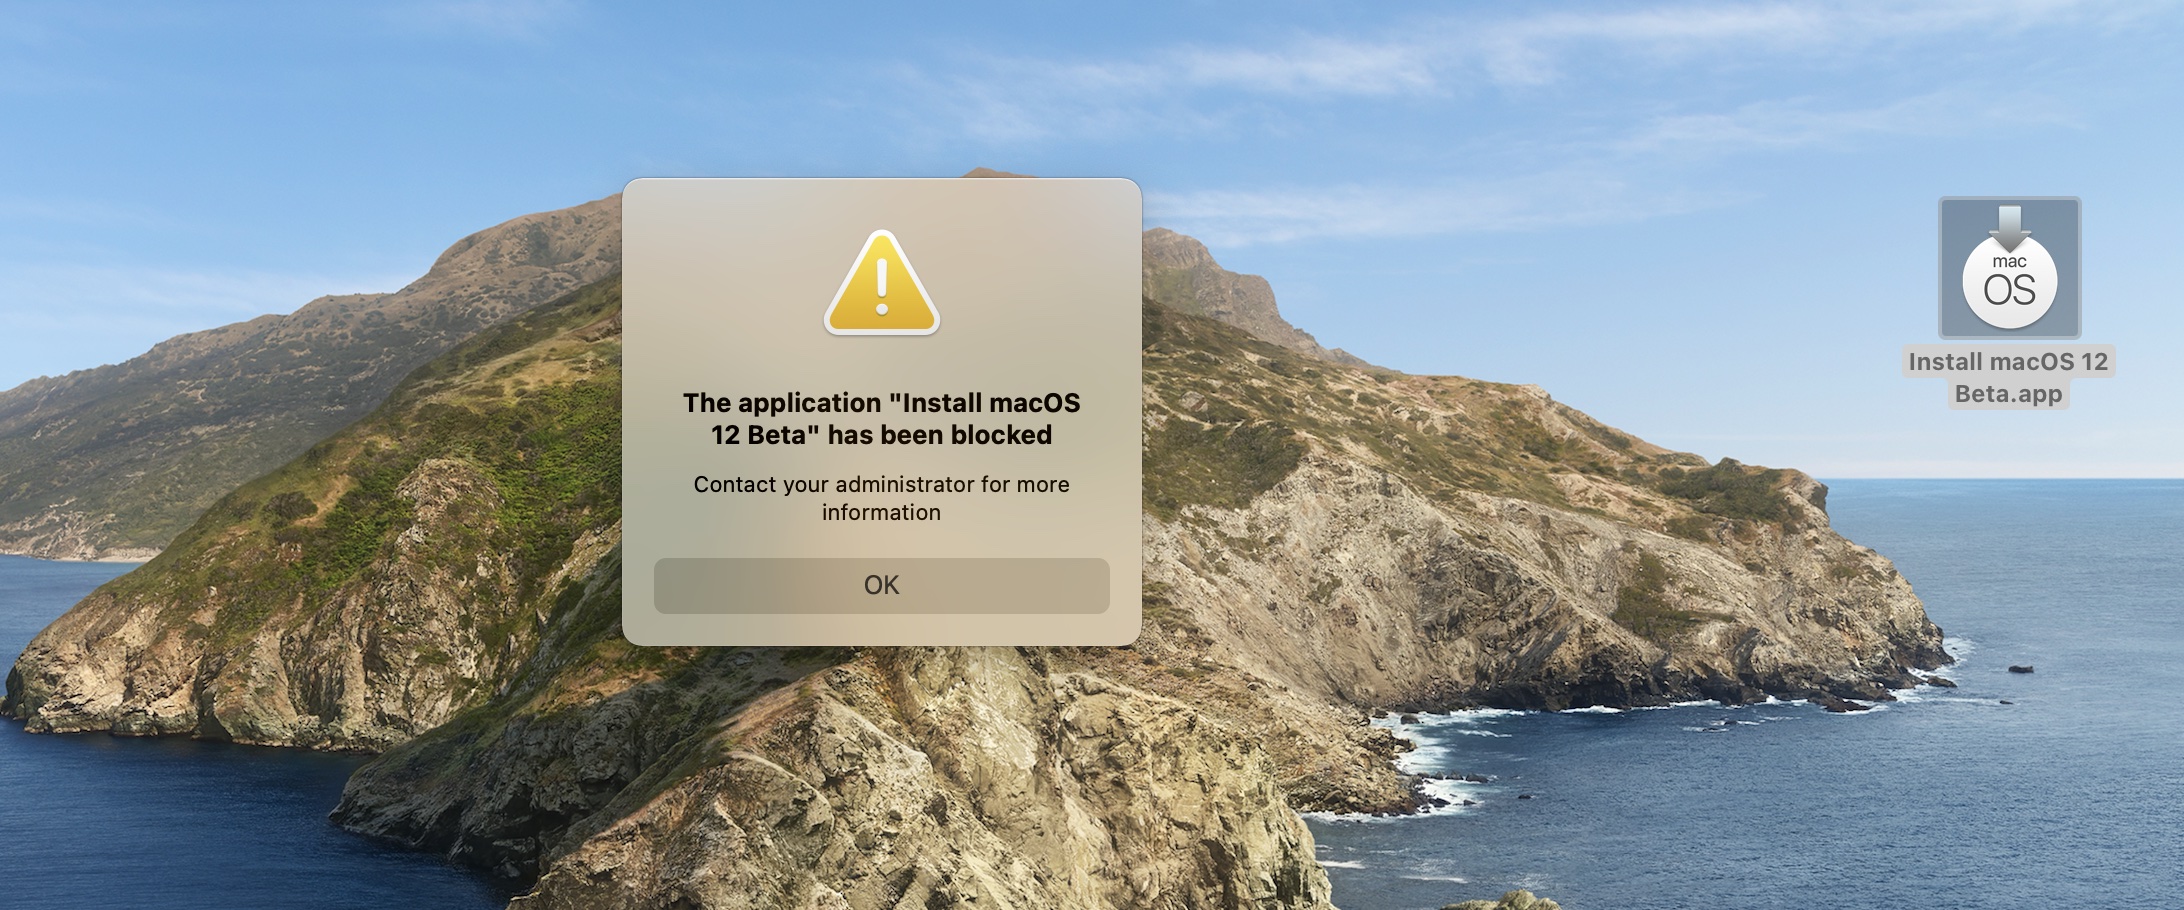 The application "Install macOS
12 Beta" has been blocked
Contact your administrator for more
information
OK
mac
OS
Install macOS 12
Beta.app